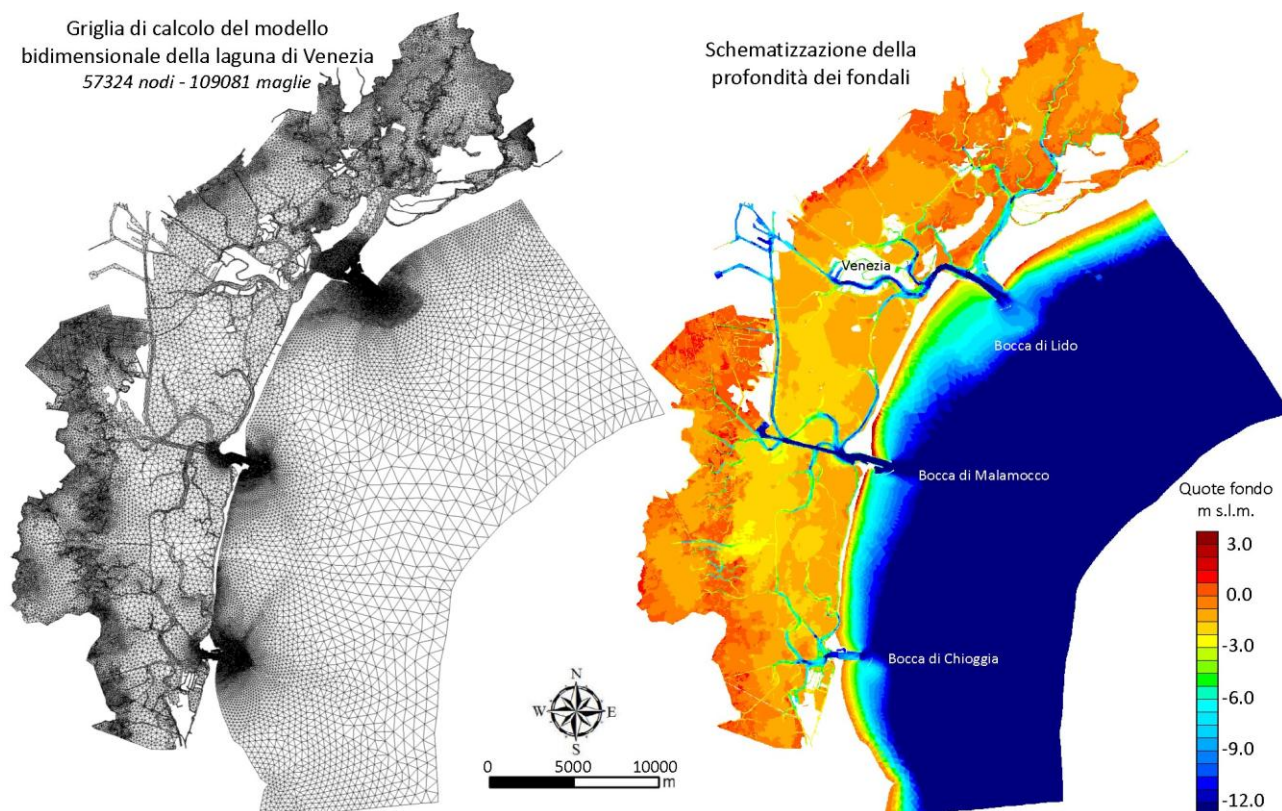 Griglia di calcolo del modello
bidimensionale della laguna di Venezia
57324 nodi - 109081 maglie
Schematizzazione della
profondità dei fondali
Venezia
Bocca di Lido
Bocca di Malamocco
Bocca di Chioggia
Quote fondo
m s.l.m.
3.0
0.0
-3.0
-6.0
-9.0
-12.0
N
W E
S
0 5000 10000
m